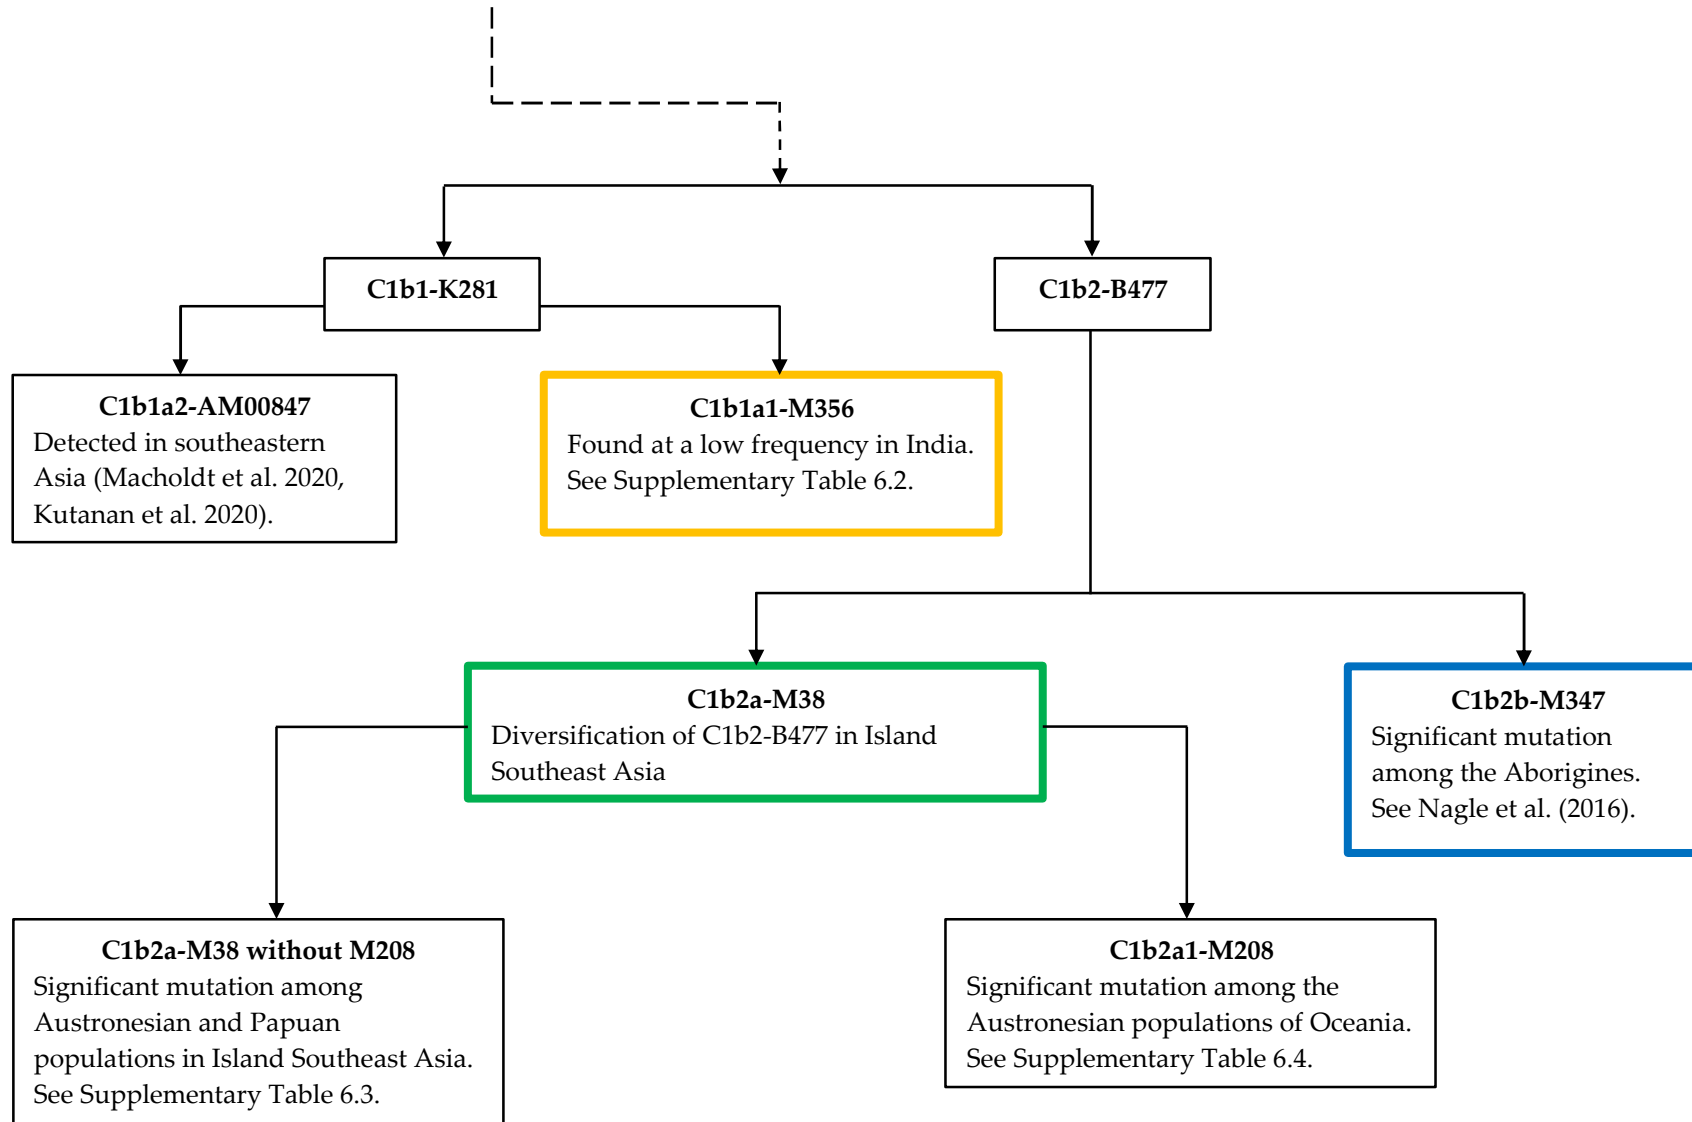 C1b1-K281
C1b2-B477
C1b1a2-AM00847
Detected in southeastern
Asia (Macholdt et al. 2020,
Kutanan et al. 2020).
C1b1a1-M356
Found at a low frequency in India.
See Supplementary Table 6.2.
C1b2a-M38
Diversification of C1b2-B477 in Island
Southeast Asia
C1b2b-M347
Significant mutation
among the Aborigines.
See Nagle et al. (2016).
C1b2a-M38 without M208
Significant mutation among
Austronesian and Papuan
populations in Island Southeast Asia.
See Supplementary Table 6.3.
C1b2a1-M208
Significant mutation among the
Austronesian populations of Oceania.
See Supplementary Table 6.4.